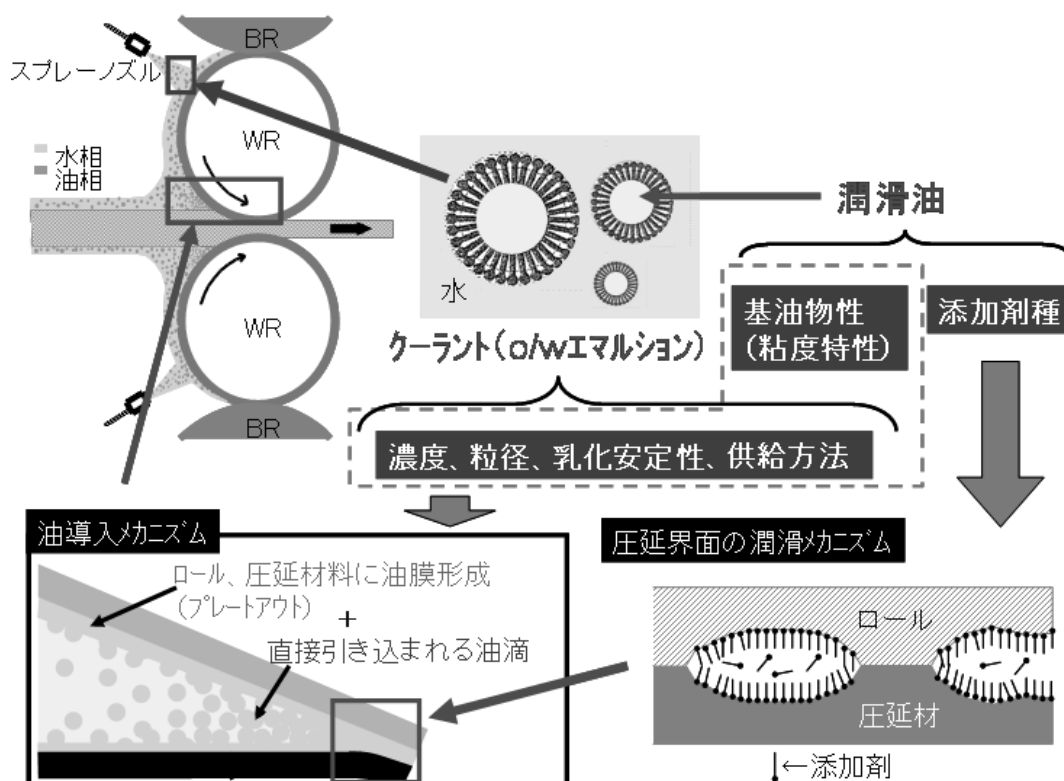 BR
スプレーノズル
WR
水相
油相
WR
BR
水
潤滑油
クーラント(o/wエマルション)
基油物性
(粘度特性)
添加剤種
濃度、粒径、乳化安定性、供給方法
油導入メカニズム
ロール、圧延材料に油膜形成
(プレートアウト)
+
直接引き込まれる油滴
圧延界面の潤滑メカニズム
ロール
圧延材
←添加剤